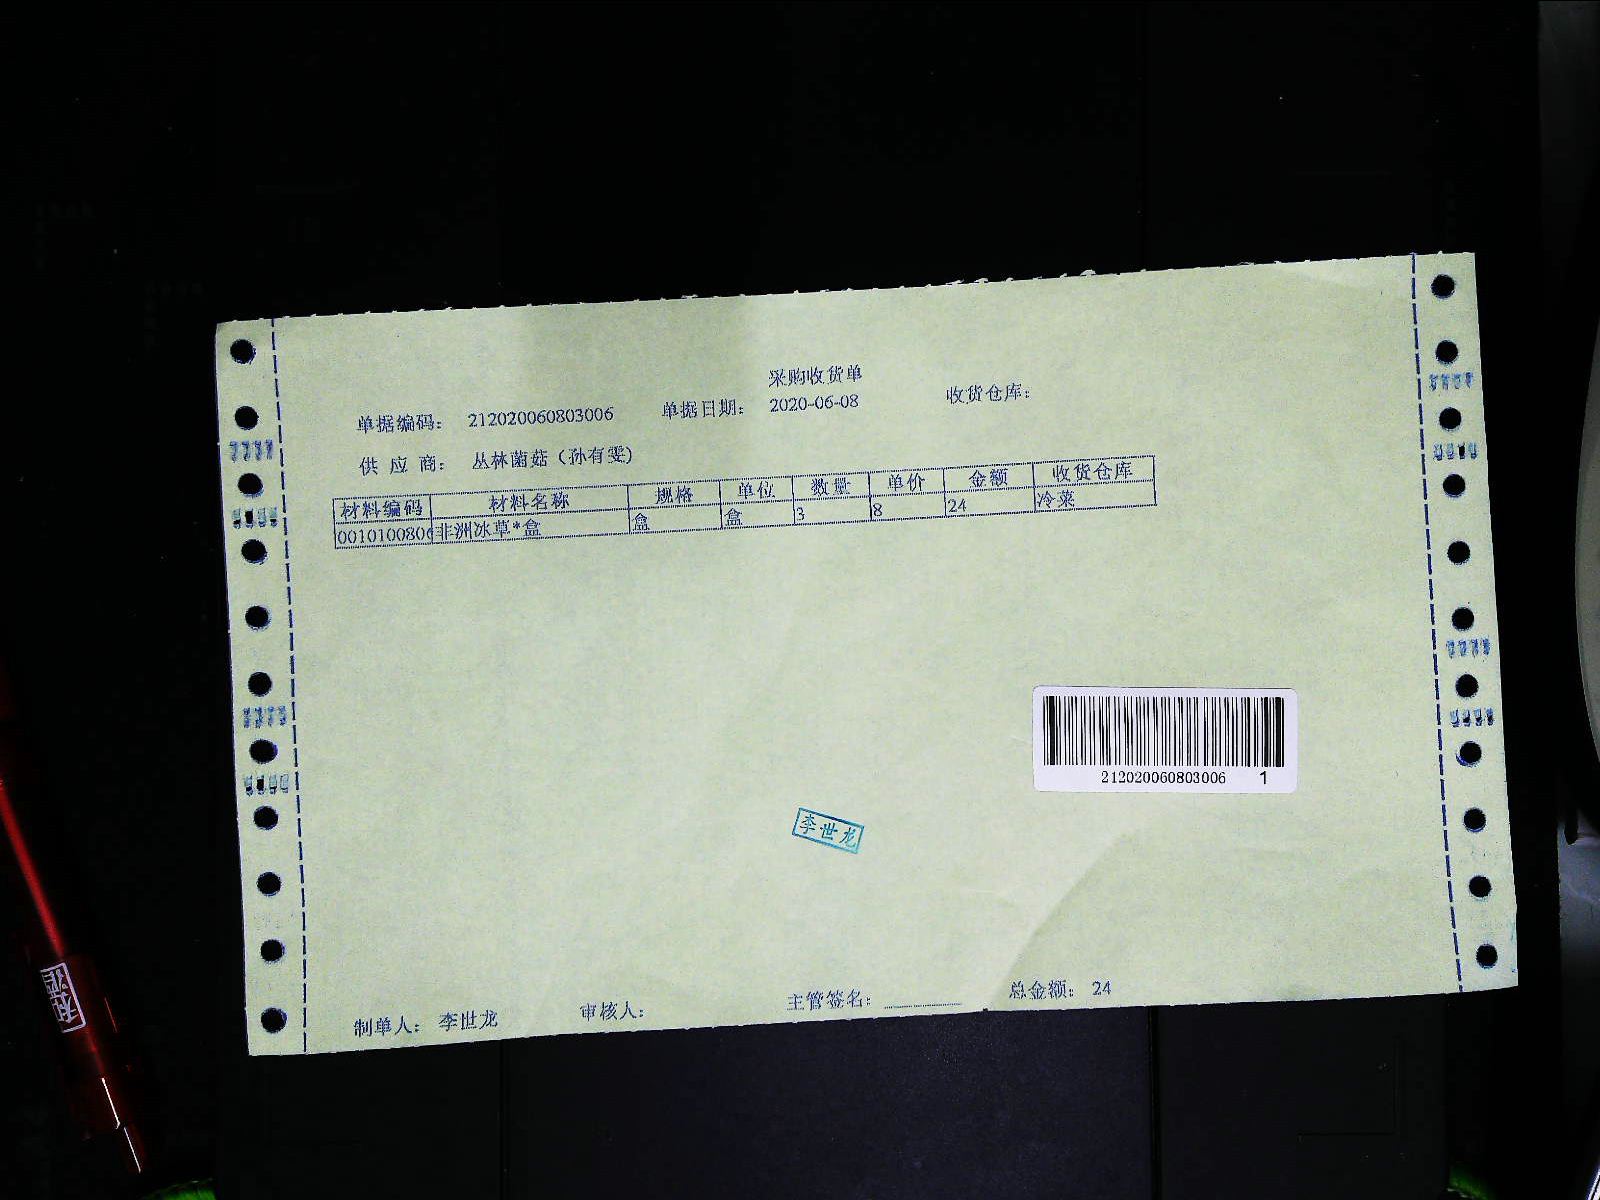 采购收货单
单据编码： 212020060803006 单据日期： 2020-06-08 收货仓库：
供 应 商： 丛林菌菇（孙有雯）
材料编码 材料名称 规格 单位 数量 单价 金额 收货仓库
001010080 非洲冰草*盒 盒 盒 3 8 24 冷菜
212020060803006 1
李世龙
制单人： 李世龙 审核人： 主管签名： 总金额： 24